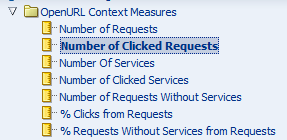 OpenURL Context Measures
Number of Requests
Number of Clicked Requests
Number Of Services
Number of Clicked Services
Number of Requests Without Services
% Clicks from Requests
% Requests Without Services from Requests